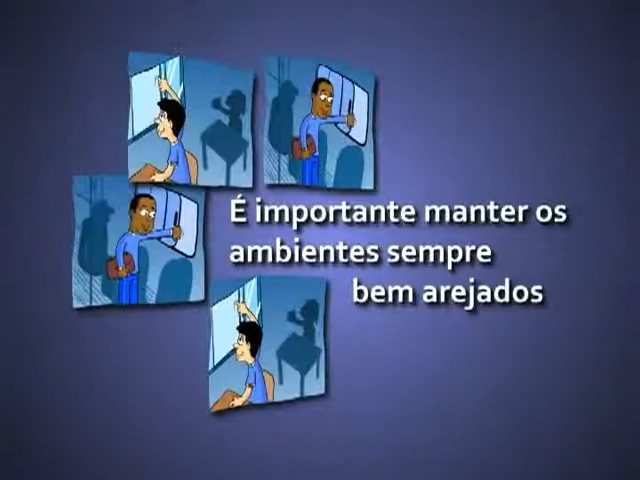 É importante manter os
ambientes sempre
bem arejados